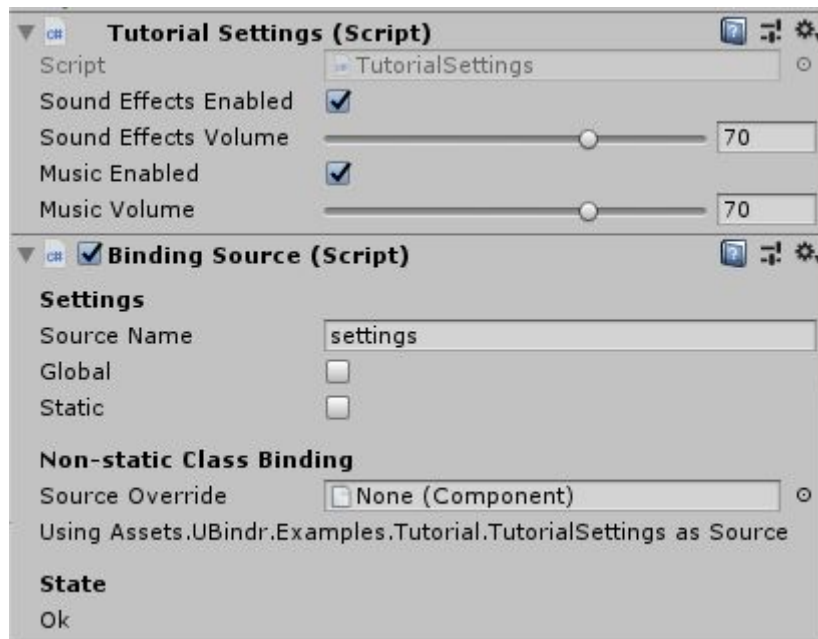 c# Tutorial Settings (Script)
Script TutorialSettings
Sound Effects Enabled
Sound Effects Volume 70
Music Enabled
Music Volume 70
c# Binding Source (Script)
Settings
Source Name settings
Global
Static
Non-static Class Binding
Source Override None (Component)
Using Assets.UBindr.Examples.Tutorial.TutorialSettings as Source
State
Ok